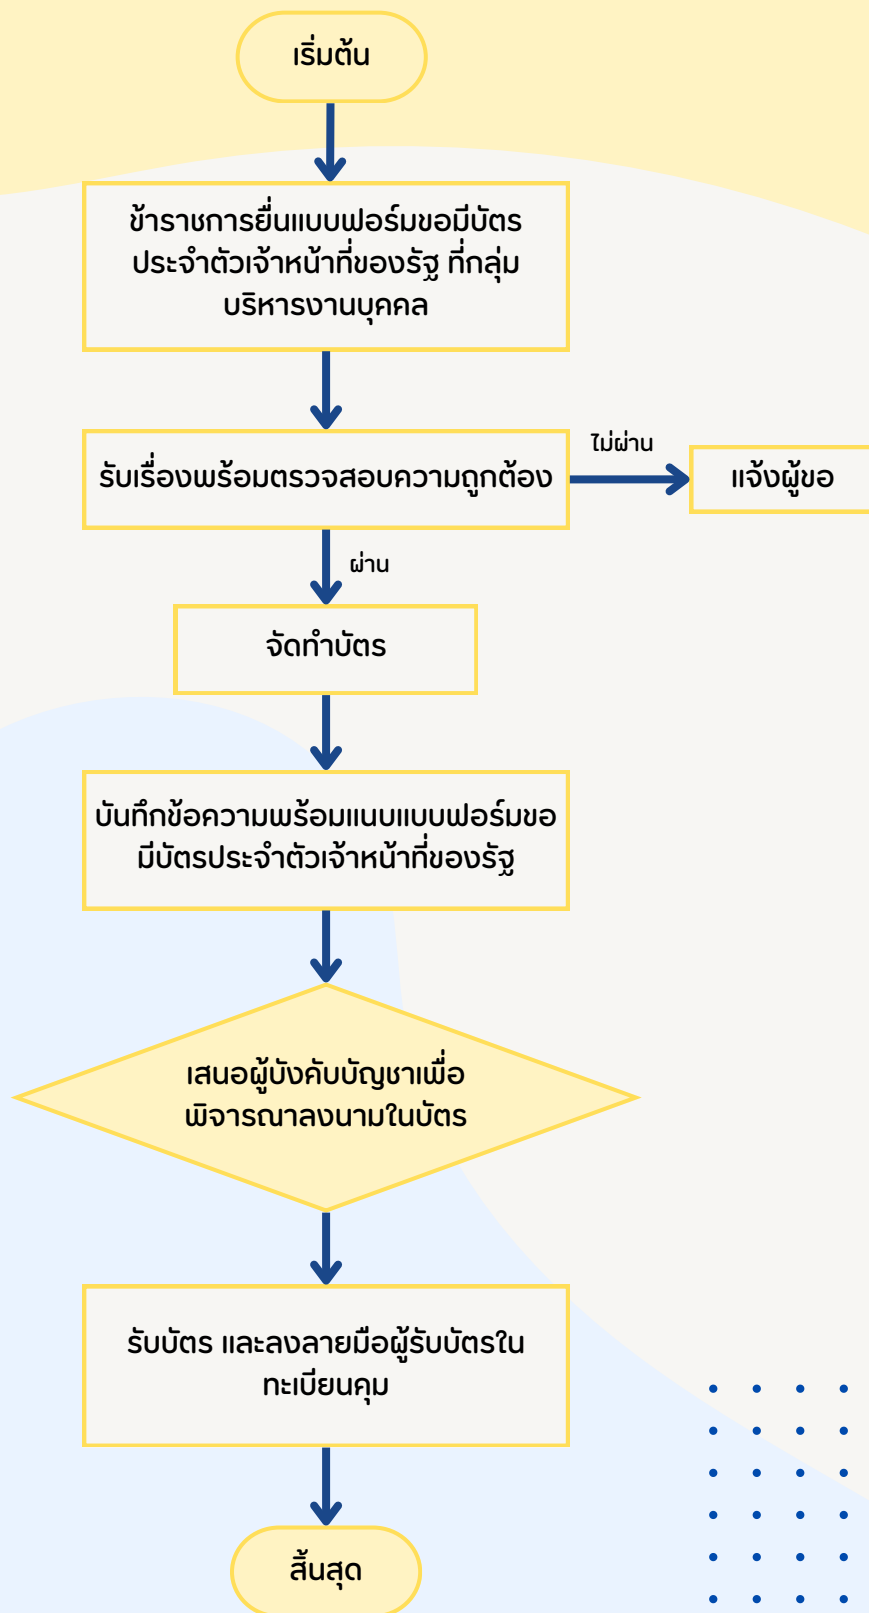 เริ่มต้น
ข้าราชการยื่นแบบฟอร์มขอมีบัตร
ประจำตัวเจ้าหน้าที่ของรัฐ ที่กลุ่ม
บริหารงานบุคคล
รับเรื่องพร้อมตรวจสอบความถูกต้อง
ไม่ผ่าน
แจ้งผู้ขอ
ผ่าน
จัดทำบัตร
บันทึกข้อความพร้อมแนบแบบฟอร์มขอ
มีบัตรประจำตัวเจ้าหน้าที่ของรัฐ
เสนอผู้บังคับบัญชาเพื่อ
พิจารณาลงนามในบัตร
รับบัตร และลงลายมือผู้รับบัตรใน
ทะเบียนคุม
สิ้นสุด